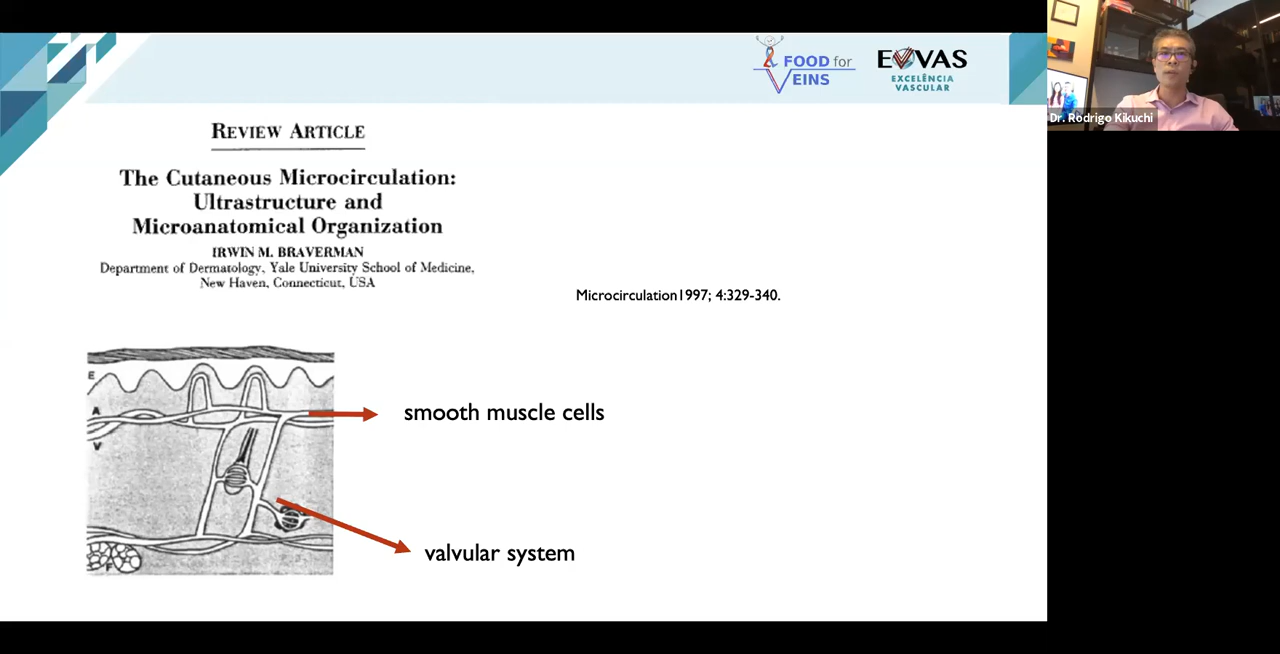 FOOD for
VEINS
EVVAS
EXCELÊNCIA
VASCULAR
Dr. Rodrigo Kikuchi
REVIEW ARTICLE
The Cutaneous Microcirculation:
Ultrastructure and
Microanatomical Organization
IRWIN M. BRAVERMAN
Department of Dermatology, Yale University School of Medicine,
New Haven, Connecticut, USA
Microcirculation1997; 4:329-340.
E
A
V
F
smooth muscle cells
valvular system